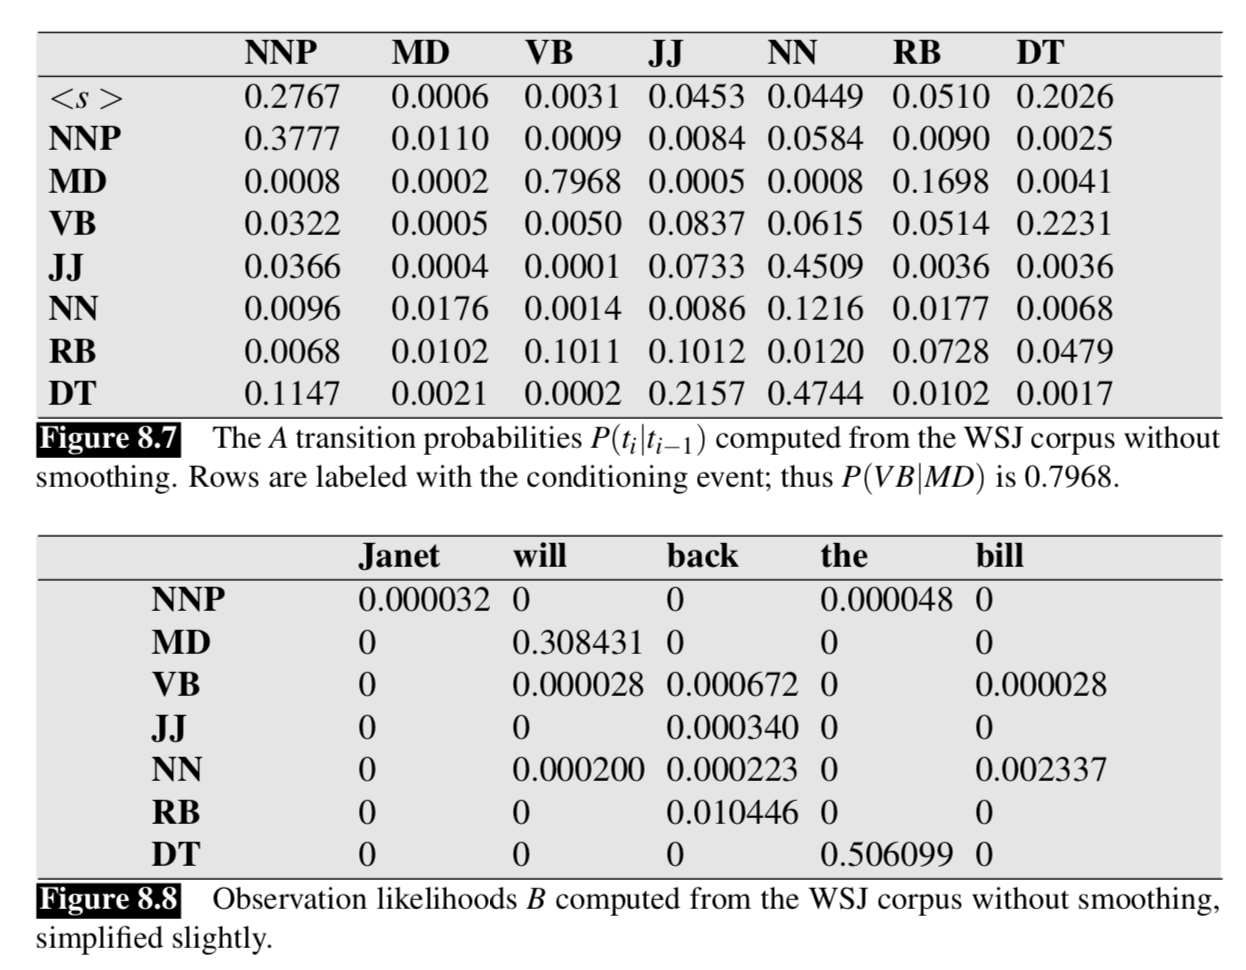 NNP MD VB JJ NN RB DT
<s > 0.2767 0.0006 0.0031 0.0453 0.0449 0.0510 0.2026
NNP 0.3777 0.0110 0.0009 0.0084 0.0584 0.0090 0.0025
MD 0.0008 0.0002 0.7968 0.0005 0.0008 0.1698 0.0041
VB 0.0322 0.0005 0.0050 0.0837 0.0615 0.0514 0.2231
JJ 0.0366 0.0004 0.0001 0.0733 0.4509 0.0036 0.0036
NN 0.0096 0.0176 0.0014 0.0086 0.1216 0.0177 0.0068
RB 0.0068 0.0102 0.1011 0.1012 0.0120 0.0728 0.0479
DT 0.1147 0.0021 0.0002 0.2157 0.4744 0.0102 0.0017
Figure 8.7 The A transition probabilities P(tᵢ|tᵢ₋₁) computed from the WSJ corpus without
smoothing. Rows are labeled with the conditioning event; thus P(VB|MD) is 0.7968.
Janet will back the bill
NNP 0.000032 0 0 0.000048 0
MD 0 0.308431 0 0 0
VB 0 0.000028 0.000672 0 0.000028
JJ 0 0 0.000340 0 0
NN 0 0.000200 0.000223 0 0.002337
RB 0 0 0.010446 0 0
DT 0 0 0 0.506099 0
Figure 8.8 Observation likelihoods B computed from the WSJ corpus without smoothing,
simplified slightly.